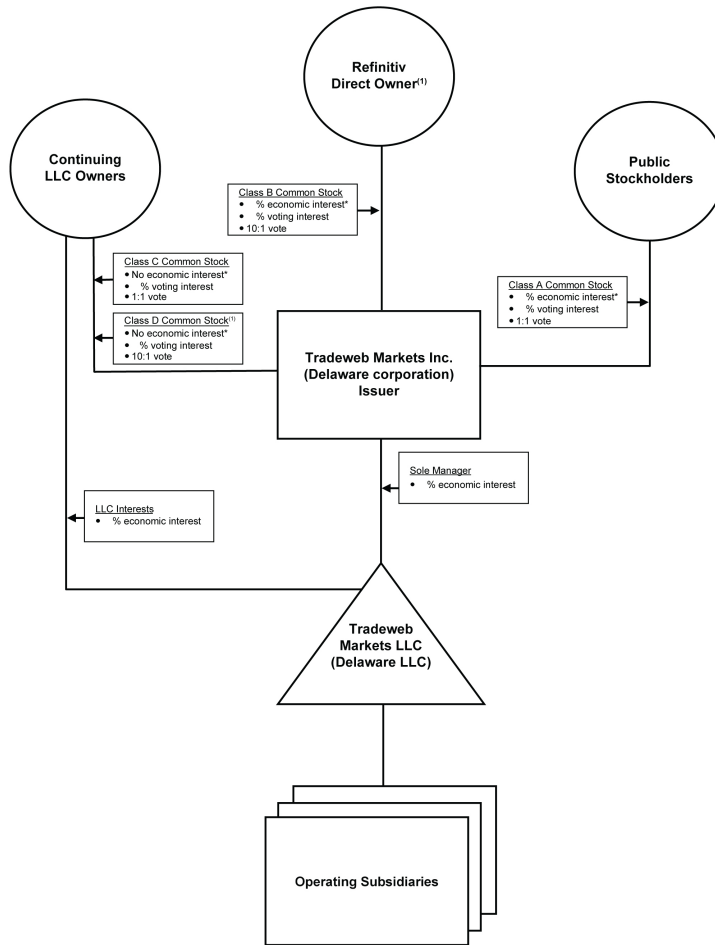 Refinitiv
Direct Owner(1)
Continuing
LLC Owners
Public
Stockholders
Class B Common Stock
• % economic interest*
• % voting interest
• 10:1 vote
Class C Common Stock
• No economic interest*
• % voting interest
• 1:1 vote
Class A Common Stock
• % economic interest*
• % voting interest
• 1:1 vote
Class D Common Stock(1)
• No economic interest*
• % voting interest
• 10:1 vote
Tradeweb Markets Inc.
(Delaware corporation)
Issuer
Sole Manager
• % economic interest
LLC Interests
• % economic interest
Tradeweb
Markets LLC
(Delaware LLC)
Operating Subsidiaries